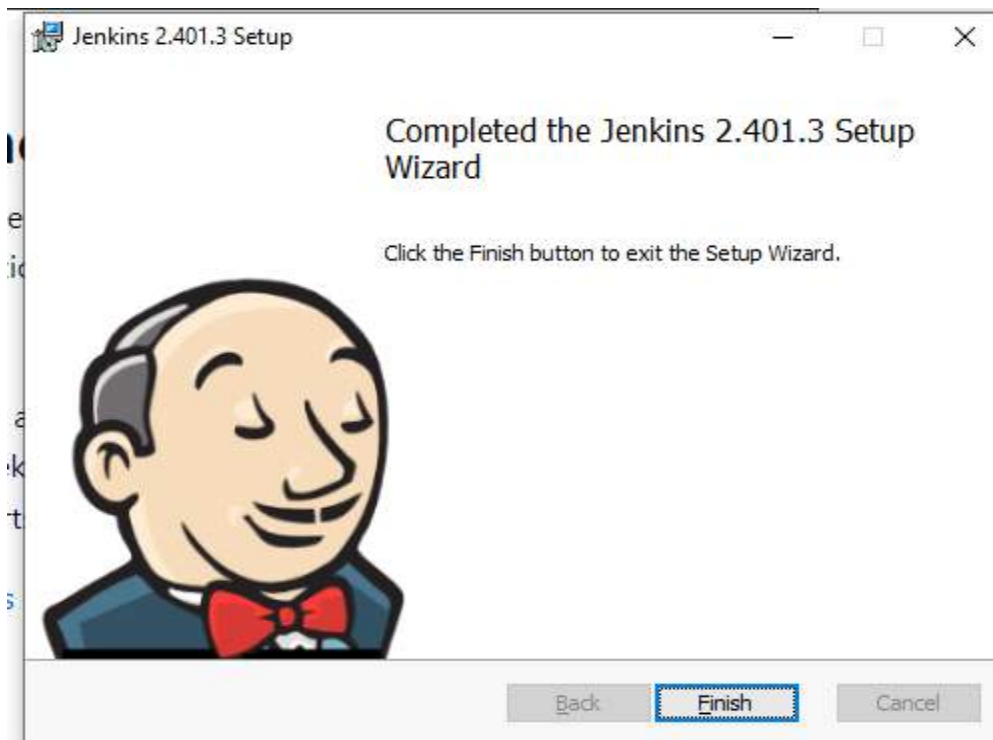 Jenkins 2.401.3 Setup
Completed the Jenkins 2.401.3 Setup
Wizard
Click the Finish button to exit the Setup Wizard.
Back
Finish
Cancel